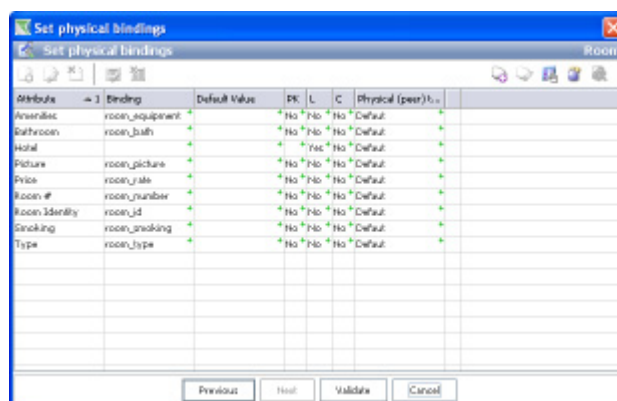 Set physical bindings
Set physical bindings Room
Attribute 1 Binding Default Value PK L C Physical (peer)
Amenities room_equipment No No No Default
Bathroom room_bath No No No Default
Hotel Yes No Default
Picture room_picture No No No Default
Price room_rate No No No Default
Room # room_number No No No Default
Room Identity room_id No No No Default
Smoking room_smoking No No No Default
Type room_type No No No Default
Previous Next Validate Cancel